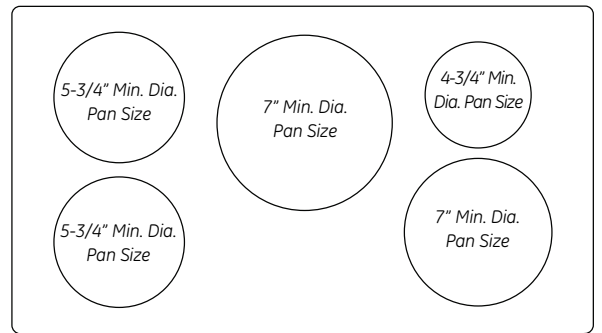 5-3/4" Min. Dia.
Pan Size
7" Min. Dia.
Pan Size
4-3/4" Min.
Dia. Pan Size
5-3/4" Min. Dia.
Pan Size
7" Min. Dia.
Pan Size